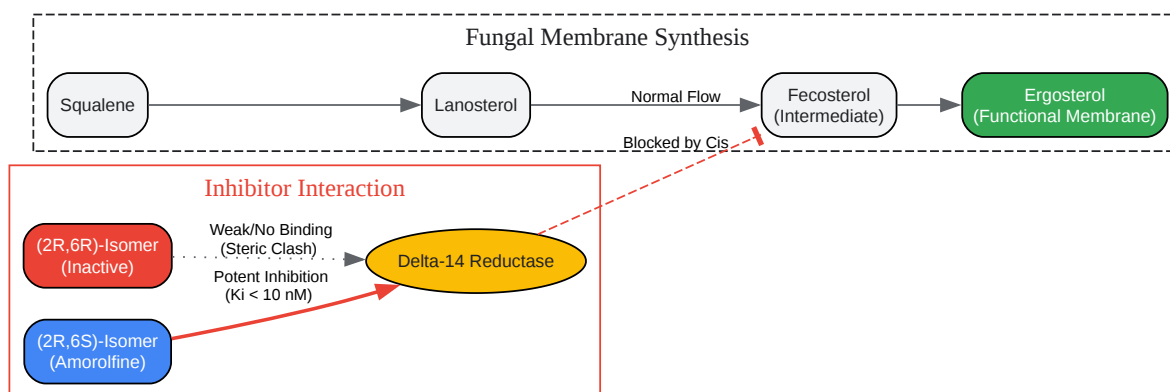 Fungal Membrane Synthesis
Squalene
Lanosterol
Normal Flow
Fecosterol
(Intermediate)
Ergosterol
(Functional Membrane)
Blocked by Cis
Inhibitor Interaction
(2R,6R)-Isomer
(Inactive)
Weak/No Binding
(Steric Clash)
Delta-14 Reductase
Potent Inhibition
(Ki < 10 nM)
(2R,6S)-Isomer
(Amorolfine)